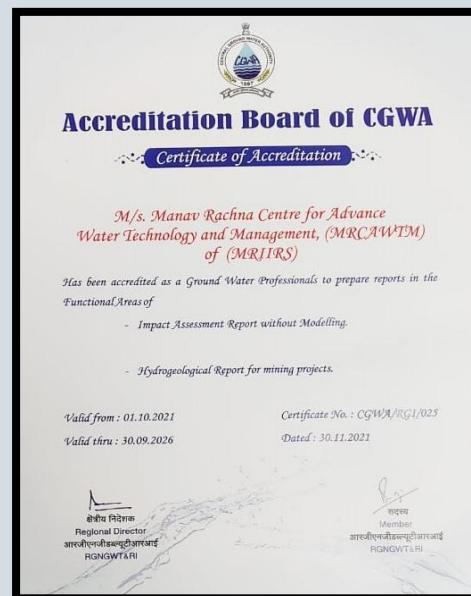 CENTRAL GROUND WATER AUTHORITY
CGWA
1997
Accreditation Board of CGWA
Certificate of Accreditation
M/s. Manav Rachna Centre for Advance
Water Technology and Management, (MRCAWTM)
of (MRIIRS)
Has been accredited as a Ground Water Professionals to prepare reports in the
Functional Areas of
- Impact Assessment Report without Modelling.
- Hydrogeological Report for mining projects.
Valid from : 01.10.2021
Certificate No. : CGWA/RGI/025
Valid thru : 30.09.2026
Dated : 30.11.2021
क्षेत्रीय निदेशक
Regional Director
आरजीएनजीडब्ल्यूटीआरआई
RGNGWT&RI
सदस्य
Member
आरजीएनजीडब्ल्यूटीआरआई
RGNGWT&RI